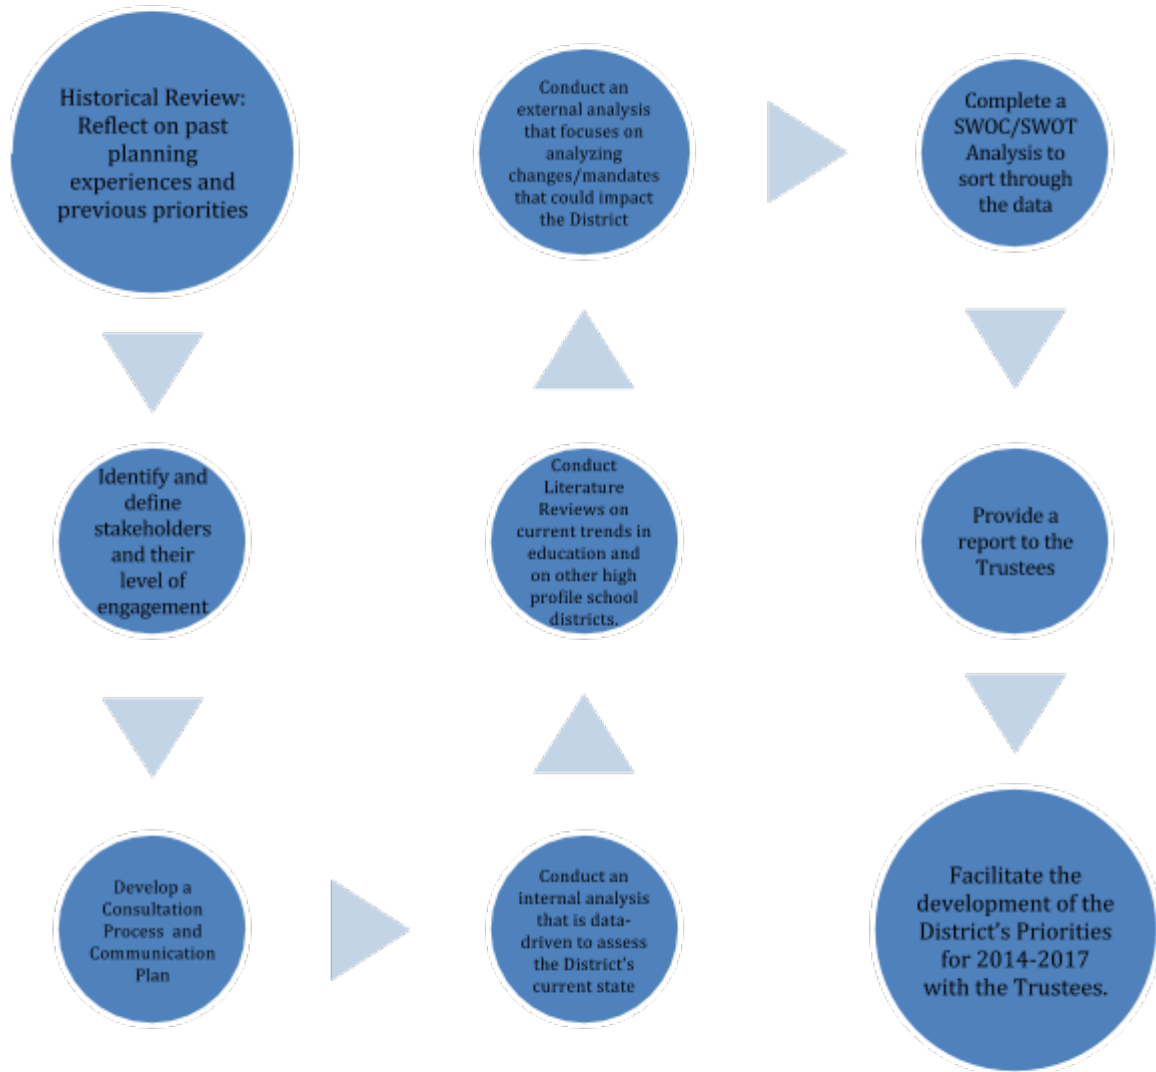 Historical Review:
Reflect on past
planning
experiences and
previous priorities
Identify and
define
stakeholders
and their
level of
engagement
Develop a
Consultation
Process and
Communication
Plan
Conduct an
internal analysis
that is data-
driven to assess
the District's
current state
Conduct
Literature
Reviews on
current trends in
education and
on other high
profile school
districts.
Conduct an
external analysis
that focuses on
analyzing
changes/mandates
that could impact
the District
Complete a
SWOC/SWOT
Analysis to
sort through
the data
Provide a
report to the
Trustees
Facilitate the
development of the
District's Priorities
for 2014-2017
with the Trustees.